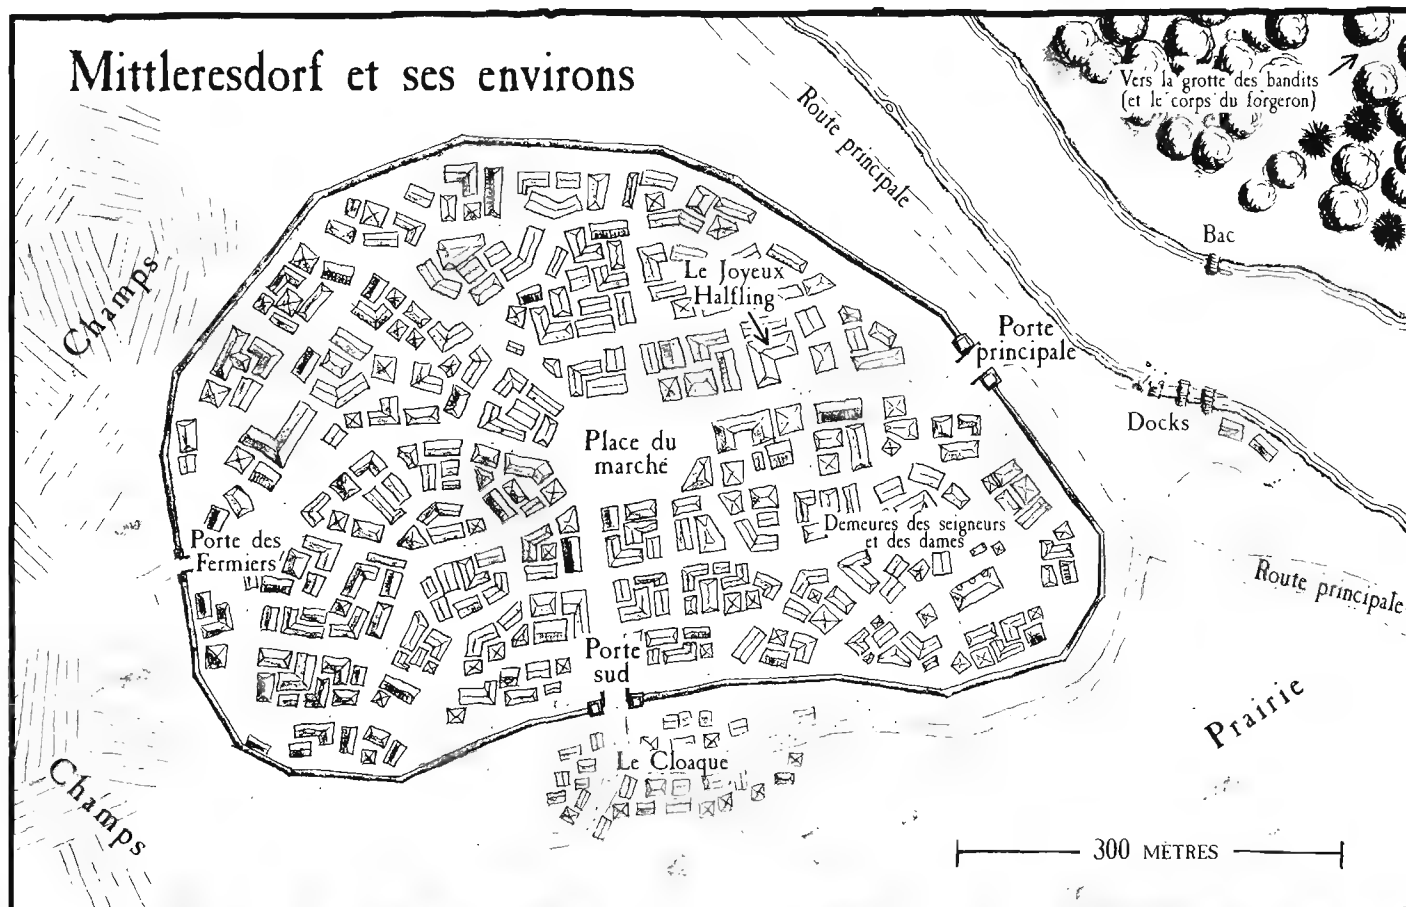 Mittleresdorf et ses environs
Vers la grotte des bandits
(et le corps du forgeron)
Route principale
Champs
Bac
Le Joyeux
Halfling
Porte
principale
Docks
Place du
marché
Demeures des seigneurs
et des dames
Porte des
Fermiers
Route principale
Porte
sud
Prairie
Le Cloaque
Champs
300 MÈTRES